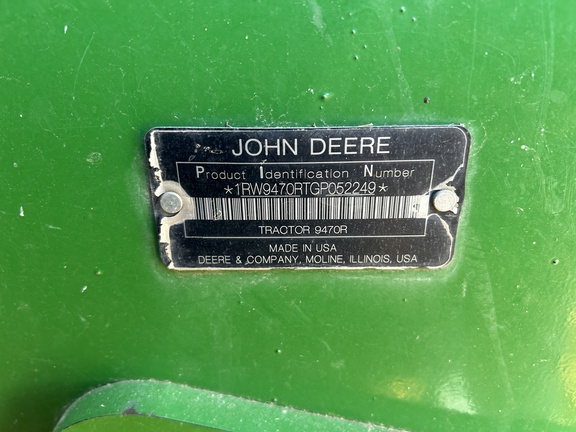 JOHN DEERE
Product Identification Number
*1RW9470RTGP052249*
TRACTOR 9470R
MADE IN USA
DEERE & COMPANY, MOLINE, ILLINOIS, USA